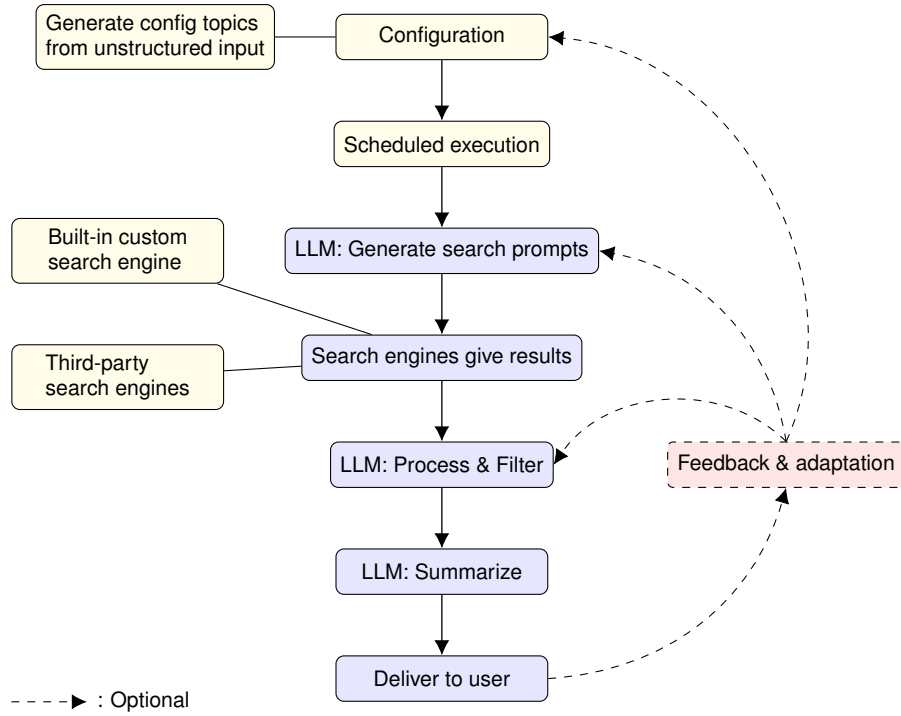 Generate config topics
from unstructured input
Configuration
Scheduled execution
LLM: Generate search prompts
Built-in custom
search engine
Search engines give results
Third-party
search engines
LLM: Process & Filter
Feedback & adaptation
LLM: Summarize
Deliver to user
: Optional